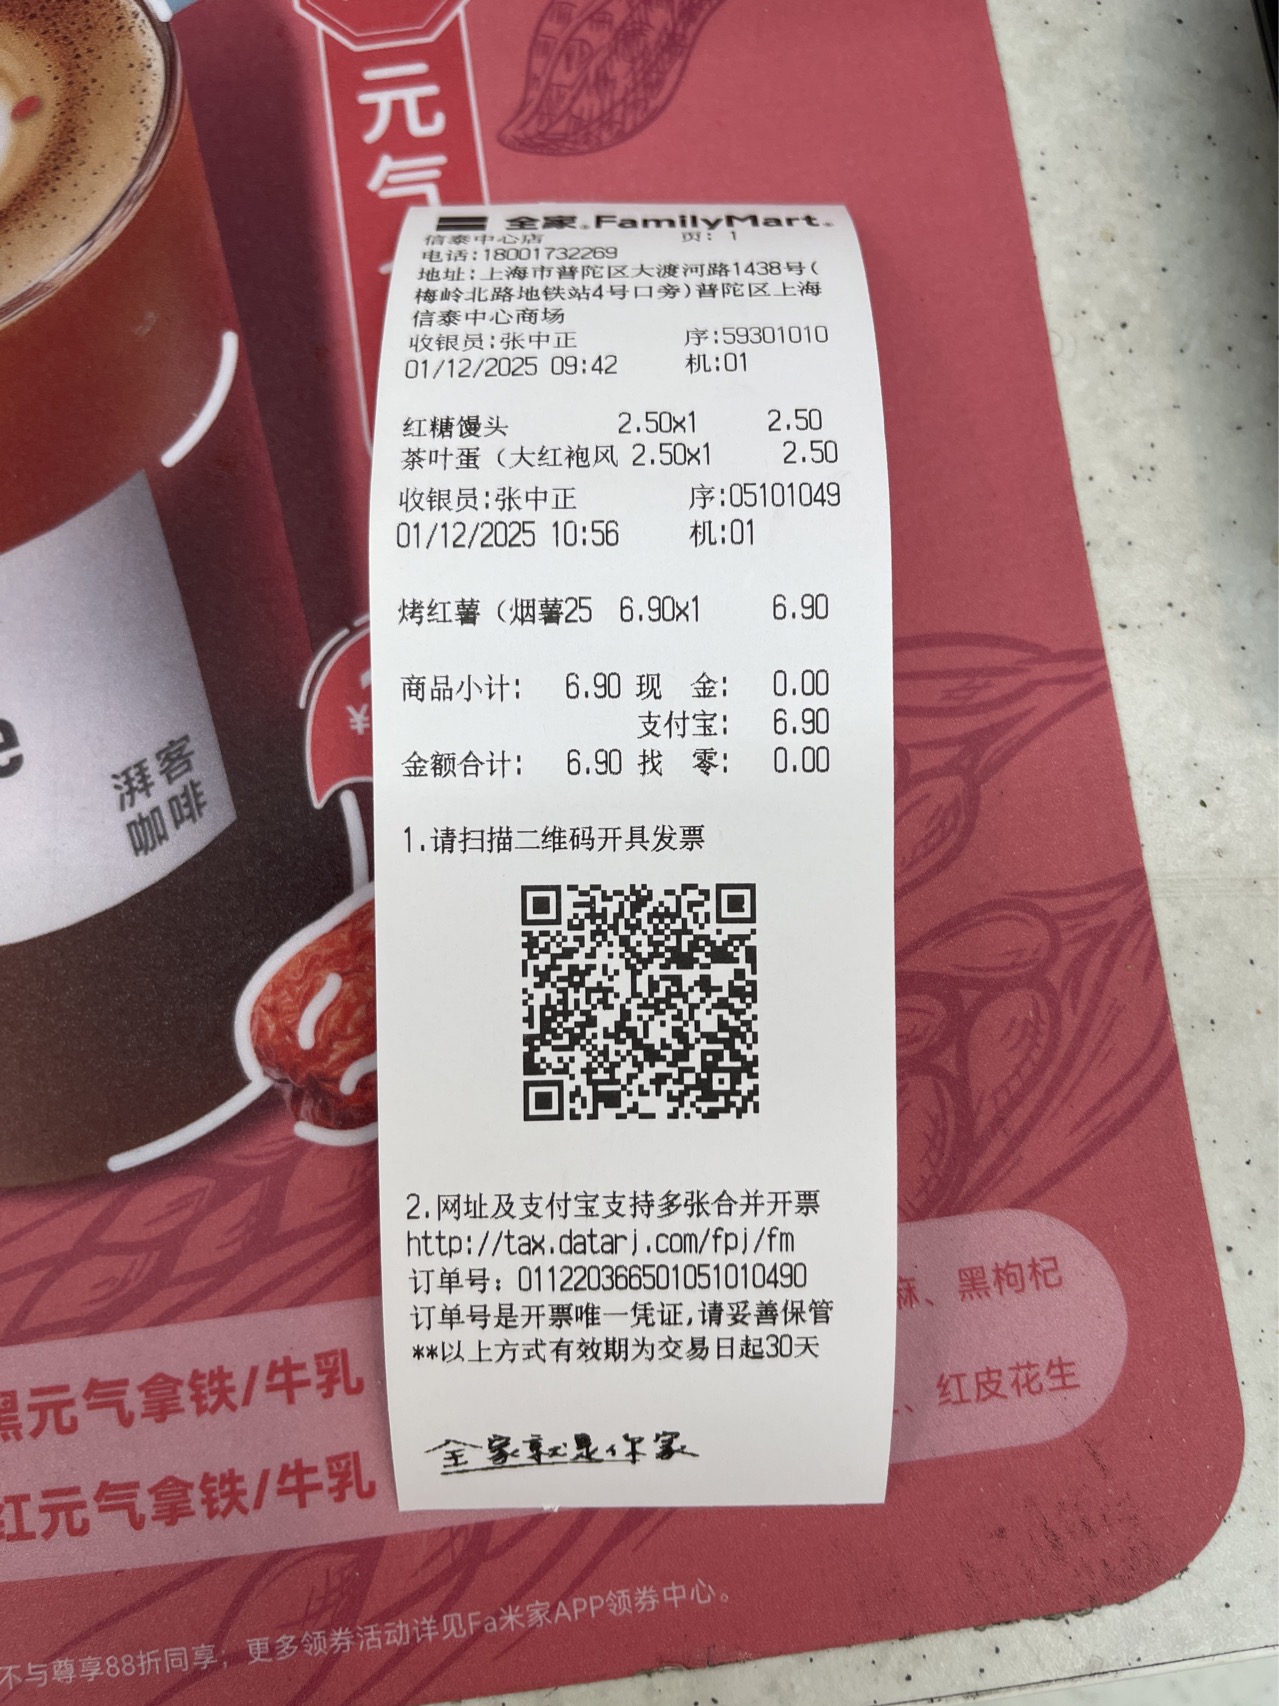 元
气
全家 FamilyMart
信泰中心店 页: 1
电话:18001732269
地址:上海市普陀区大渡河路1438号(
梅岭北路地铁站4号口旁)普陀区上海
信泰中心商场
收银员:张中正 序:59301010
01/12/2025 09:42 机:01
红糖馒头 2.50x1 2.50
茶叶蛋(大红袍风 2.50x1 2.50
收银员:张中正 序:05101049
01/12/2025 10:56 机:01
烤红薯(烟薯25 6.90x1 6.90
商品小计: 6.90 现 金: 0.00
支付宝: 6.90
金额合计: 6.90 找 零: 0.00
1.请扫描二维码开具发票
2.网址及支付宝支持多张合并开票
http://tax.datarj.com/fpj/fm
订单号: 0112203665010510104​90
订单号是开票唯一凭证,请妥善保管
**以上方式有效期为交易日起30天
全家就是你家
e
湃客
咖啡
¥
麻、黑枸杞
、红皮花生
黑元气拿铁/牛乳
红元气拿铁/牛乳
不与尊享88折同享;更多领券活动详见Fa米家APP领券中心。